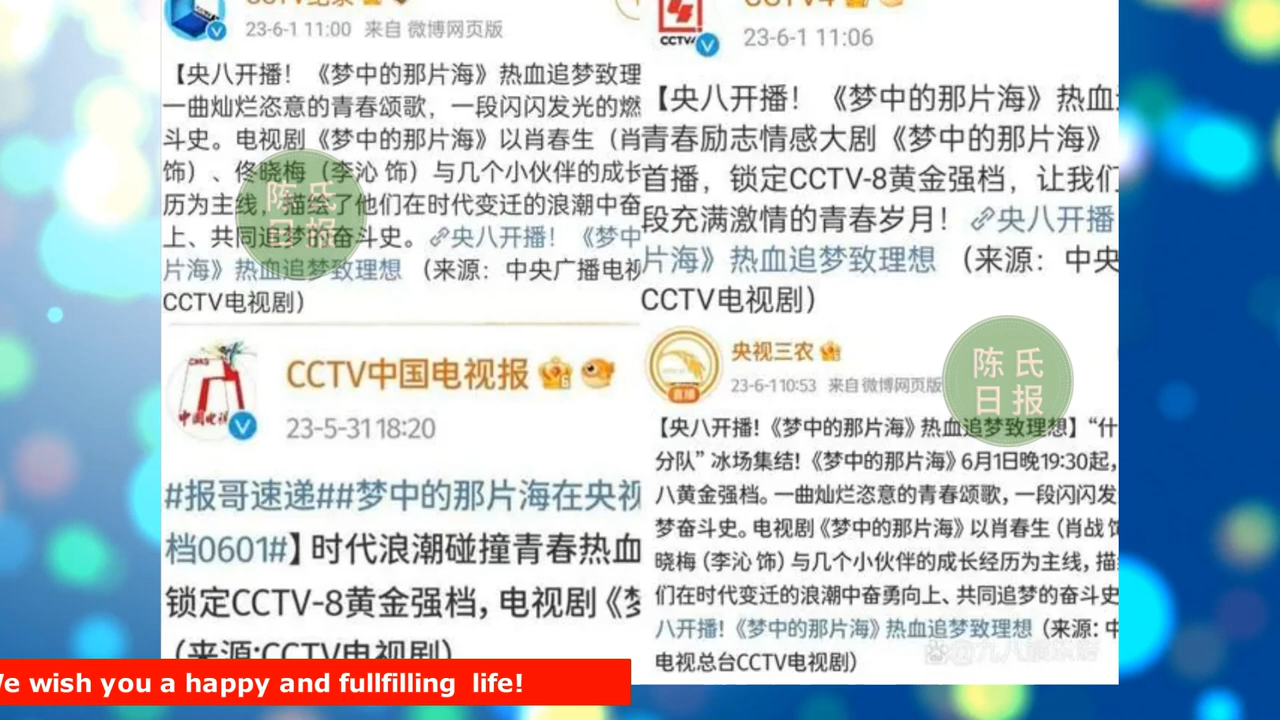 23-6-1 11:00 来自 微博网页版
【央八开播！《梦中的那片海》热血追梦致理
一曲灿烂恣意的青春颂歌，一段闪闪发光的燃
斗史。电视剧《梦中的那片海》以肖春生（肖
饰）、佟晓梅（李沁 饰）与几个小伙伴的成长
历为主线，描绘了他们在时代变迁的浪潮中奋
上、共同追梦的奋斗史。央八开播！《梦中
片海》热血追梦致理想 （来源：中央广播电视
CCTV电视剧）
CCTV4
CCTV4
23-6-1 11:06
【央八开播！《梦中的那片海》热血
青春励志情感大剧《梦中的那片海》
首播，锁定CCTV-8黄金强档，让我们
段充满激情的青春岁月！央八开播
片海》热血追梦致理想 （来源：中央
CCTV电视剧）
陈氏
日报
CCTV中国电视报
23-5-31 18:20
#报哥速递##梦中的那片海在央视
档0601#】时代浪潮碰撞青春热血
锁定CCTV-8黄金强档，电视剧《梦
（来源:CCTV电视剧）
央视三农
直播
23-6-1 10:53 来自微博网页版
【央八开播!《梦中的那片海》热血追梦致理想】“什
分队”冰场集结!《梦中的那片海》6月1日晚19:30起，
八黄金强档。一曲灿烂恣意的青春颂歌，一段闪闪发
梦奋斗史。电视剧《梦中的那片海》以肖春生（肖战 饰
晓梅（李沁 饰）与几个小伙伴的成长经历为主线，描
们在时代变迁的浪潮中奋勇向上、共同追梦的奋斗史
八开播!《梦中的那片海》热血追梦致理想（来源: 中
电视总台CCTV电视剧）
陈氏
日报
We wish you a happy and fullfilling life!